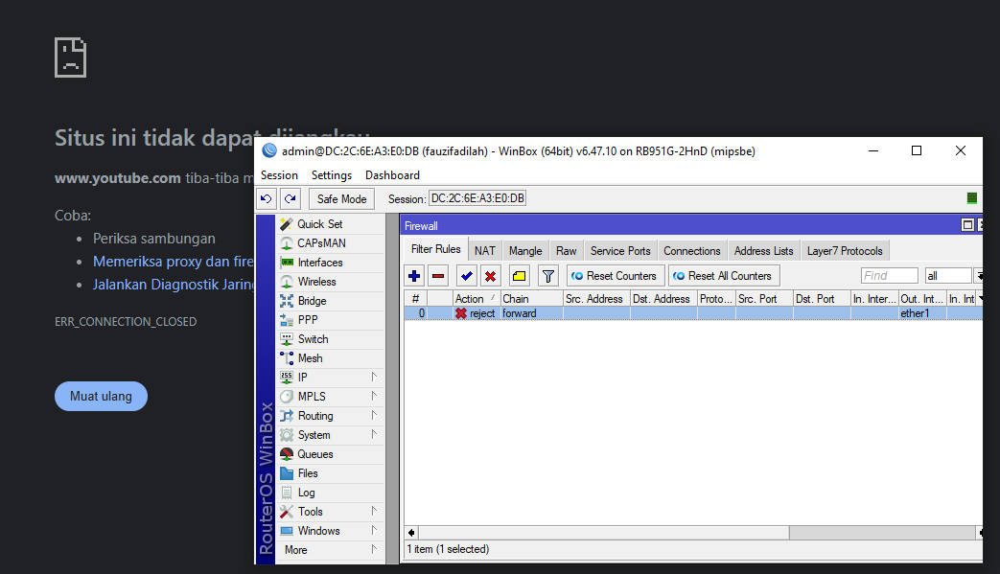 Situs ini tidak dapat dijangkau
www.youtube.com tiba-tiba m
Coba:
Periksa sambungan
Memeriksa proxy dan fire
Jalankan Diagnostik Jarin
ERR_CONNECTION_CLOSED
Muat ulang
admin@DC:2C:6E:A3:E0:DB (fauzifadilah) - WinBox (64bit) v6.47.10 on RB951G-2HnD (mipsbe)
Session Settings Dashboard
Safe Mode Session: DC:2C:6E:A3:E0:DB
RouterOS WinBox
Quick Set
CAPsMAN
Interfaces
Wireless
Bridge
PPP
Switch
Mesh
IP
MPLS
Routing
System
Queues
Files
Log
Tools
Windows
More
Firewall
Filter Rules NAT Mangle Raw Service Ports Connections Address Lists Layer7 Protocols
Reset Counters Reset All Counters Find all
# Action Chain Src. Address Dst. Address Proto... Src. Port Dst. Port In. Inter... Out. Int... In. Int
0 reject forward ether1
1 item (1 selected)